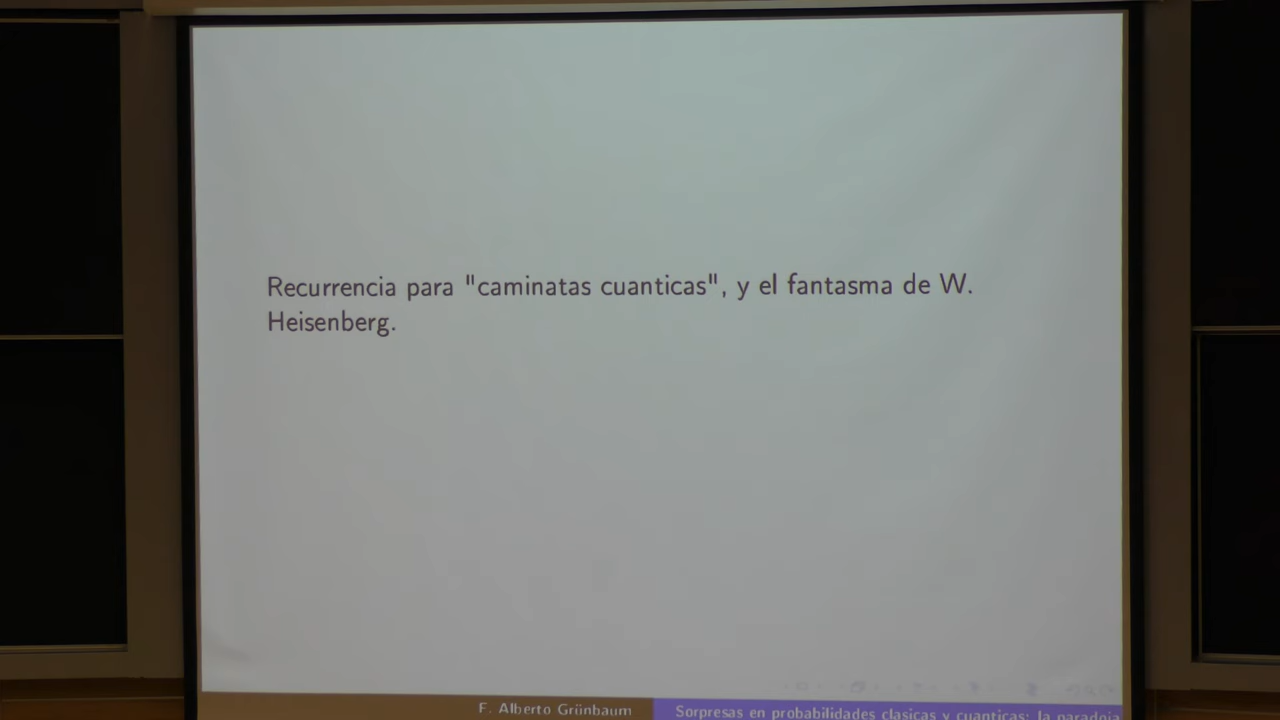 Recurrencia para "caminatas cuanticas", y el fantasma de W.
Heisenberg.
F. Alberto Grünbaum
Sorpresas en probabilidades clasicas y cuanticas: la paradoja